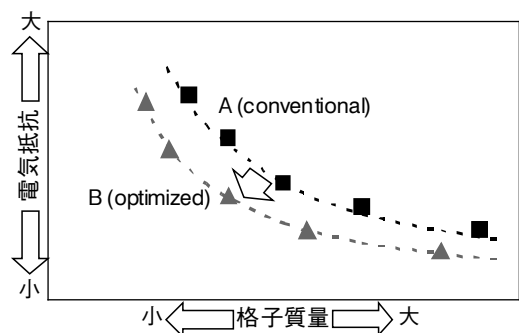 大
電気抵抗
小
A (conventional)
B (optimized)
小 格子質量 大